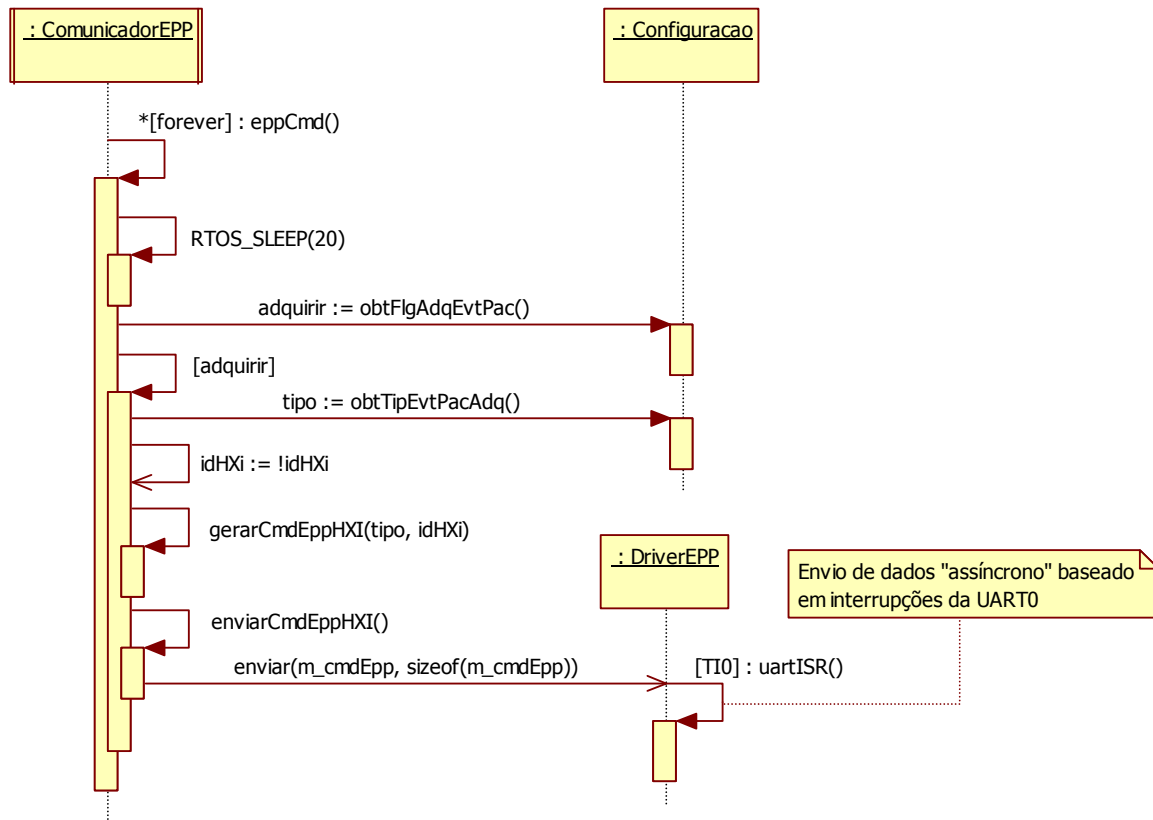 : ComunicadorEPP
: Configuracao
*[forever] : eppCmd()
RTOS_SLEEP(20)
adquirir := obtFlgAdqEvtPac()
[adquirir]
tipo := obtTipEvtPacAdq()
idHXi := !idHXi
gerarCmdEppHXI(tipo, idHXi)
: DriverEPP
Envio de dados "assíncrono" baseado
em interrupções da UART0
enviarCmdEppHXI()
enviar(m_cmdEpp, sizeof(m_cmdEpp))
[TI0] : uartISR()